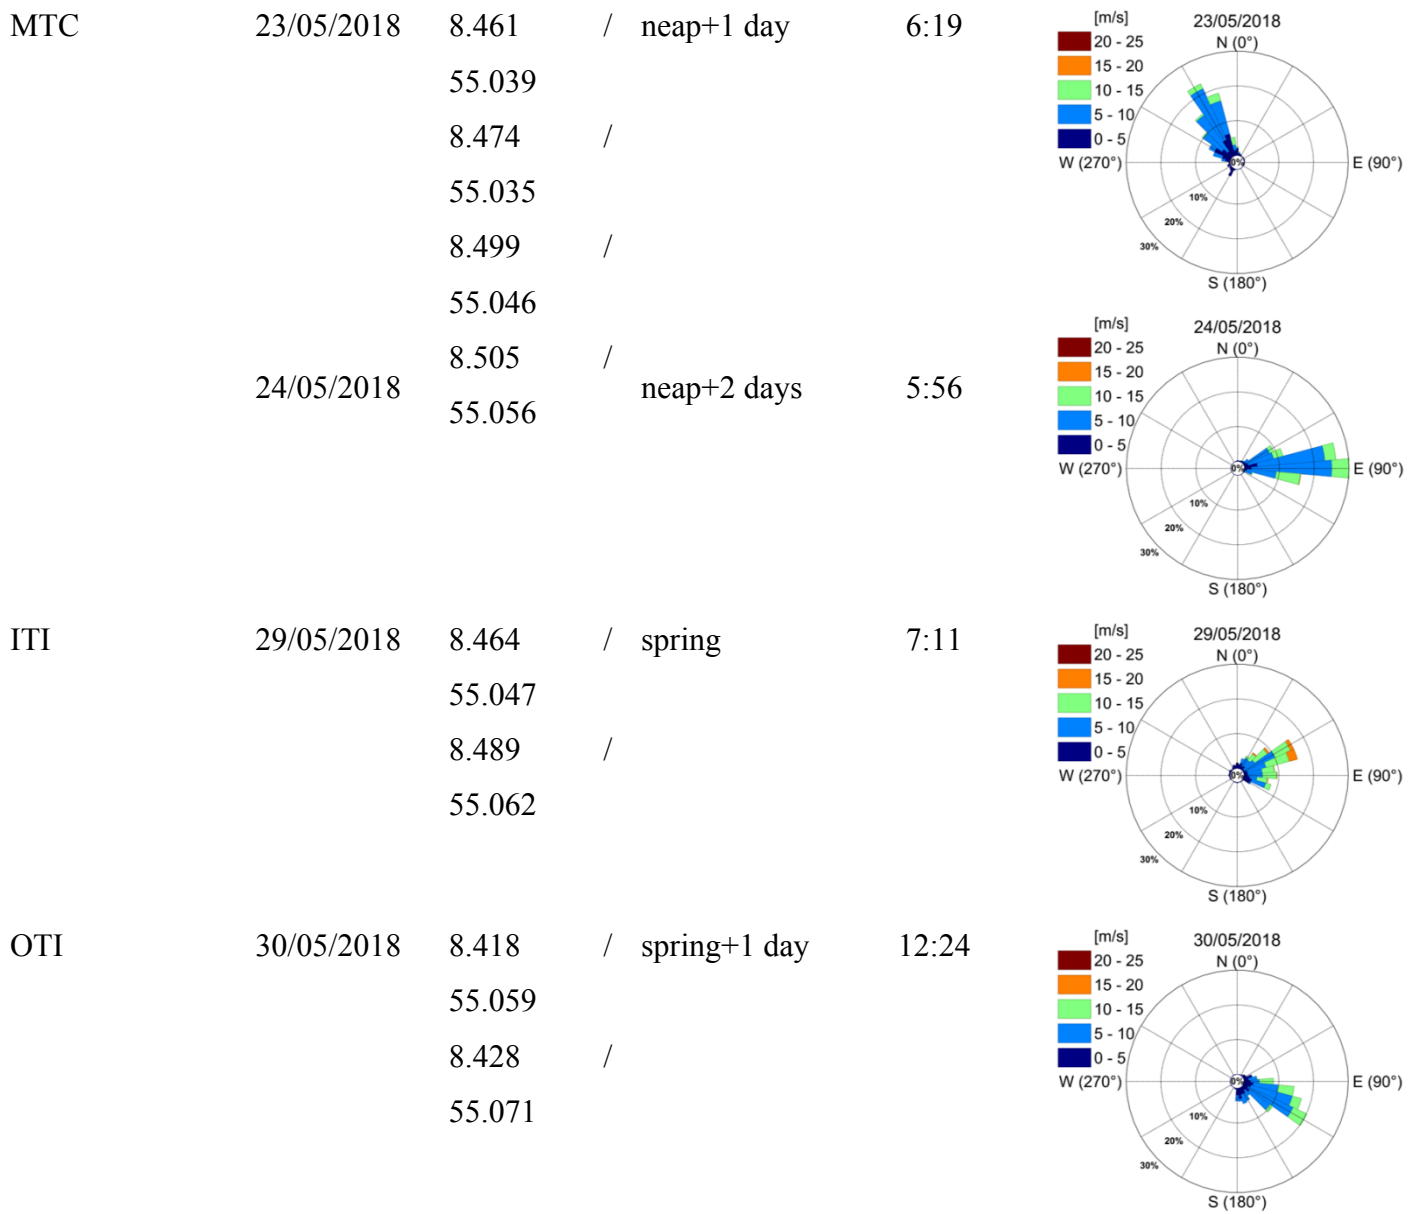 MTC 23/05/2018 8.461 / neap+1 day 6:19
55.039
8.474 /
55.035
8.499 /
55.046
8.505 /
24/05/2018 neap+2 days 5:56
55.056
[m/s] 23/05/2018
20 - 25 N (0°)
15 - 20
10 - 15
5 - 10
0 - 5
W (270°) 0% E (90°)
10%
20%
30%
S (180°)
[m/s] 24/05/2018
20 - 25 N (0°)
15 - 20
10 - 15
5 - 10
0 - 5
W (270°) 0% E (90°)
10%
20%
30%
S (180°)
ITI 29/05/2018 8.464 / spring 7:11
55.047
8.489 /
55.062
[m/s] 29/05/2018
20 - 25 N (0°)
15 - 20
10 - 15
5 - 10
0 - 5
W (270°) 0% E (90°)
10%
20%
30%
S (180°)
OTI 30/05/2018 8.418 / spring+1 day 12:24
55.059
8.428 /
55.071
[m/s] 30/05/2018
20 - 25 N (0°)
15 - 20
10 - 15
5 - 10
0 - 5
W (270°) 0% E (90°)
10%
20%
30%
S (180°)